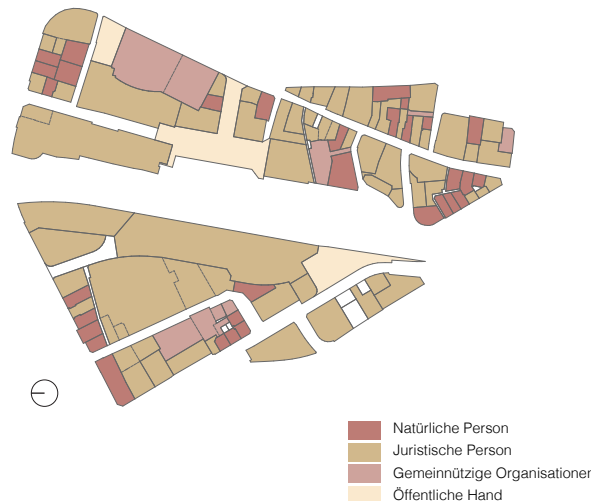 Natürliche Person
Juristische Person
Gemeinnützige Organisationen
Öffentliche Hand